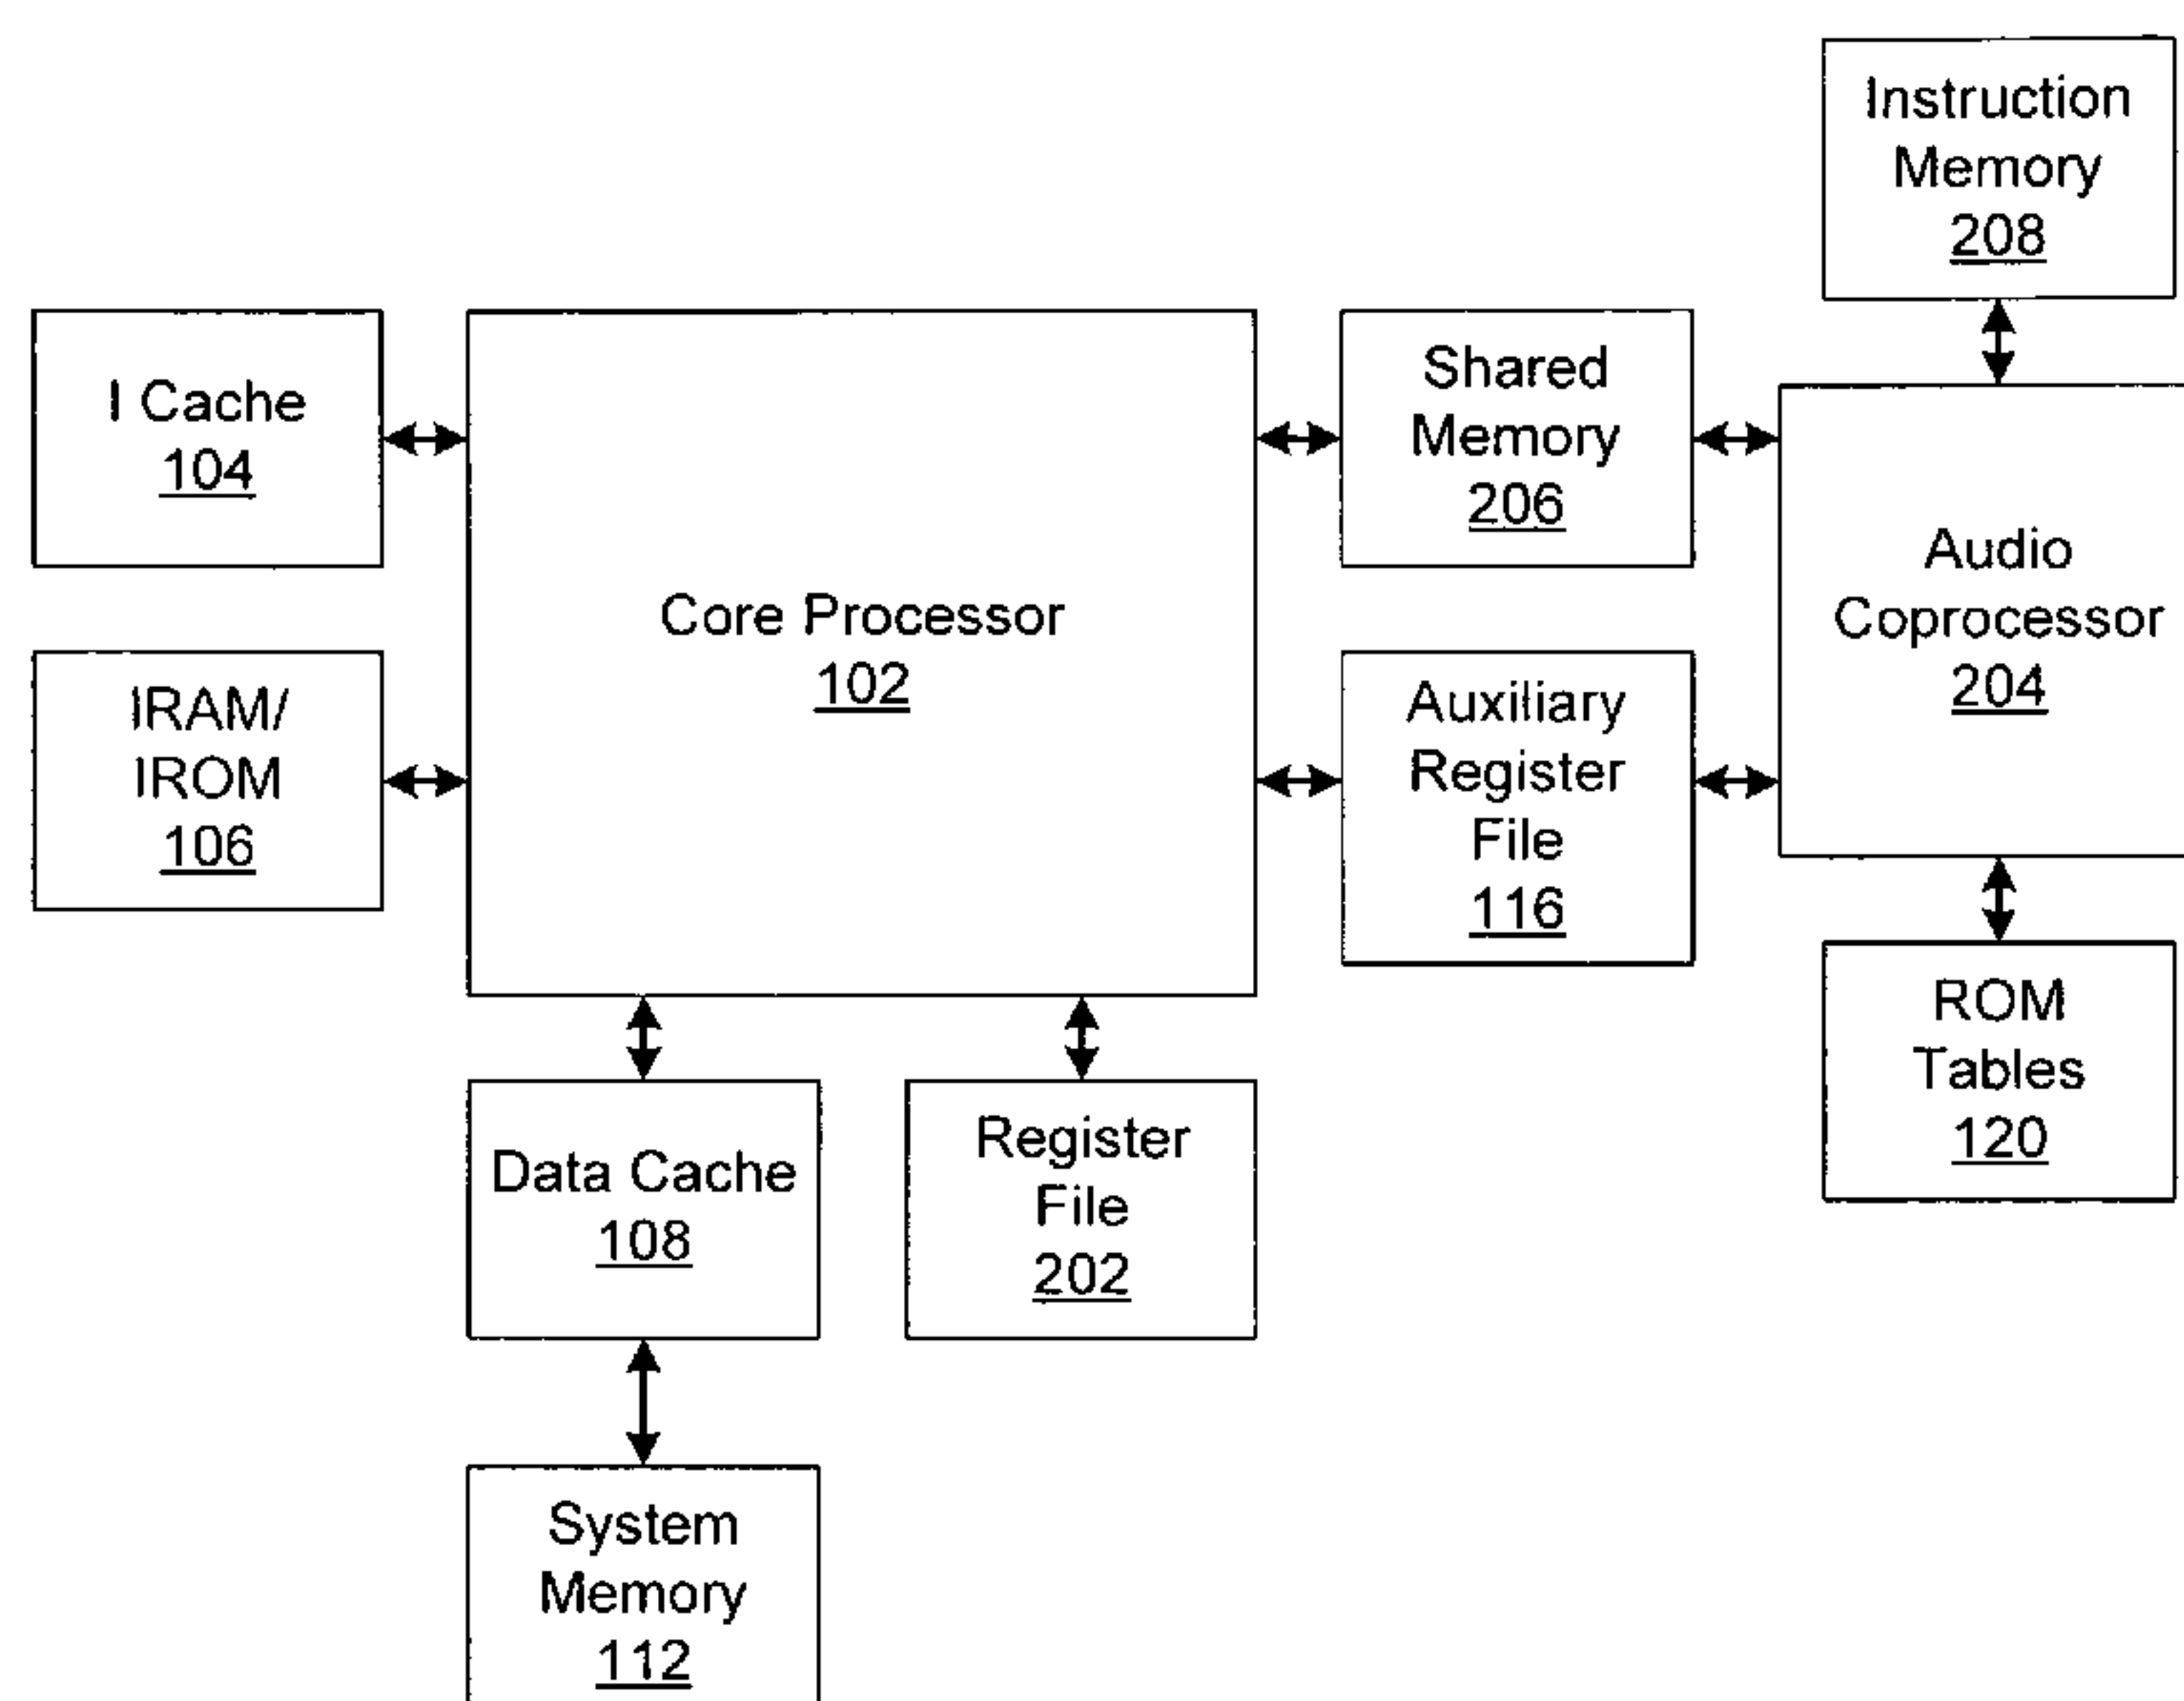 Instruction
Memory
208
I Cache
104
Core Processor
102
Shared
Memory
206
Audio
Coprocessor
204
IRAM/
IROM
106
Auxiliary
Register
File
116
ROM
Tables
120
Data Cache
108
Register
File
202
System
Memory
112